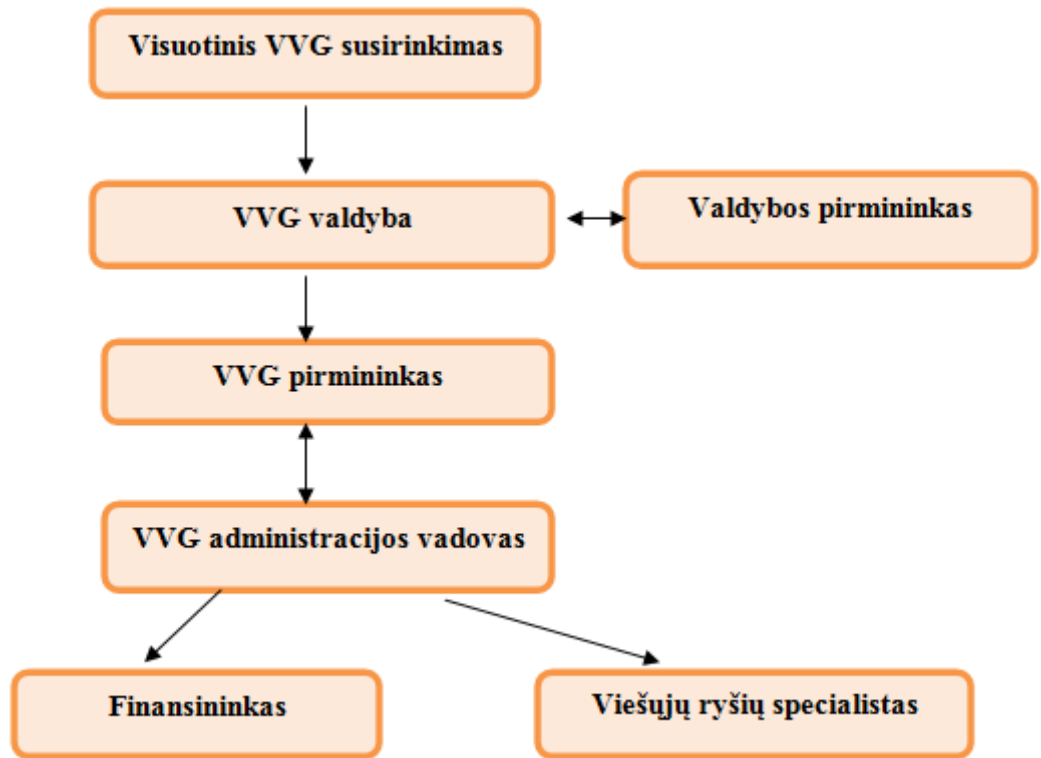 Visuotinis VVG susirinkimas
VVG valdyba
Valdybos pirmininkas
VVG pirmininkas
VVG administracijos vadovas
Finansininkas
Viešųjų ryšių specialistas